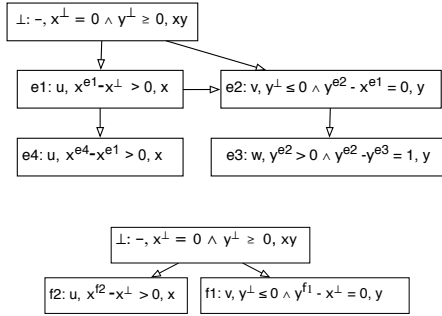 ⊥: -, x^⊥ = 0 ∧ y^⊥ ≥ 0, xy
e1: u, x^e1-x^⊥ > 0, x
e2: v, y^⊥ ≤ 0 ∧ y^e2 - x^e1 = 0, y
e4: u, x^e4-x^e1 > 0, x
e3: w, y^e2 > 0 ∧ y^e2 -y^e3 = 1, y
⊥: -, x^⊥ = 0 ∧ y^⊥ ≥ 0, xy
f2: u, x^f2 -x^⊥ > 0, x
f1: v, y^⊥ ≤ 0 ∧ y^f1 - x^⊥ = 0, y